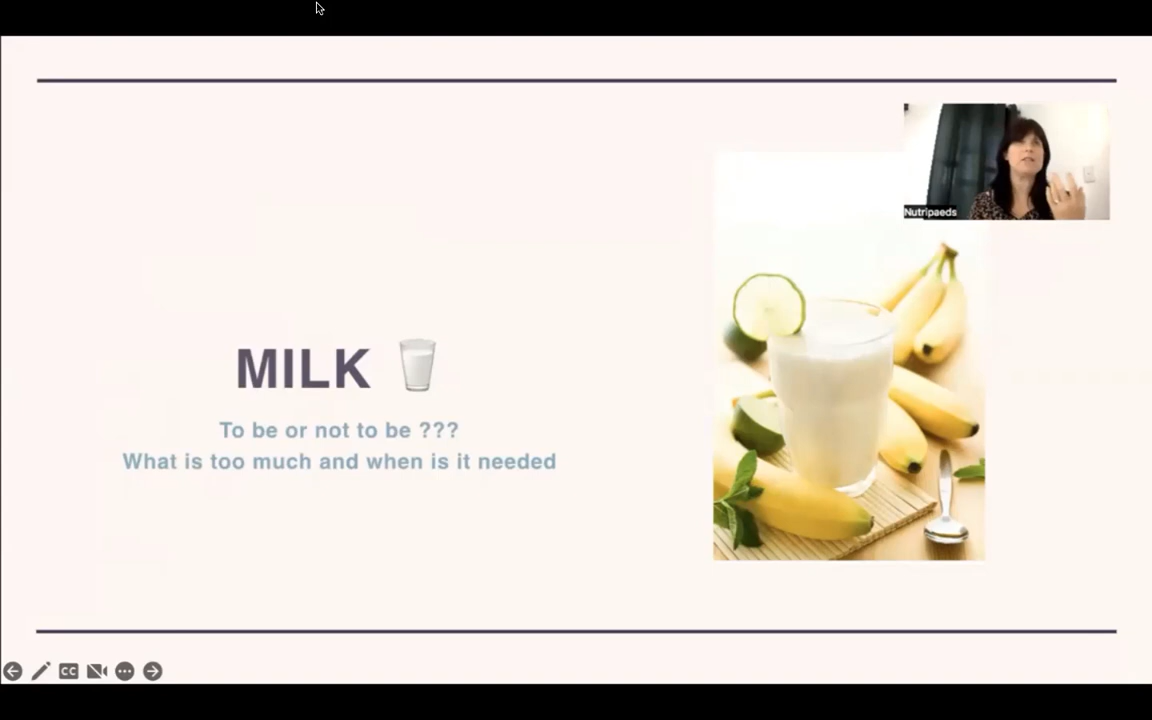 Nutripaeds
MILK
To be or not to be ???
What is too much and when is it needed
CC